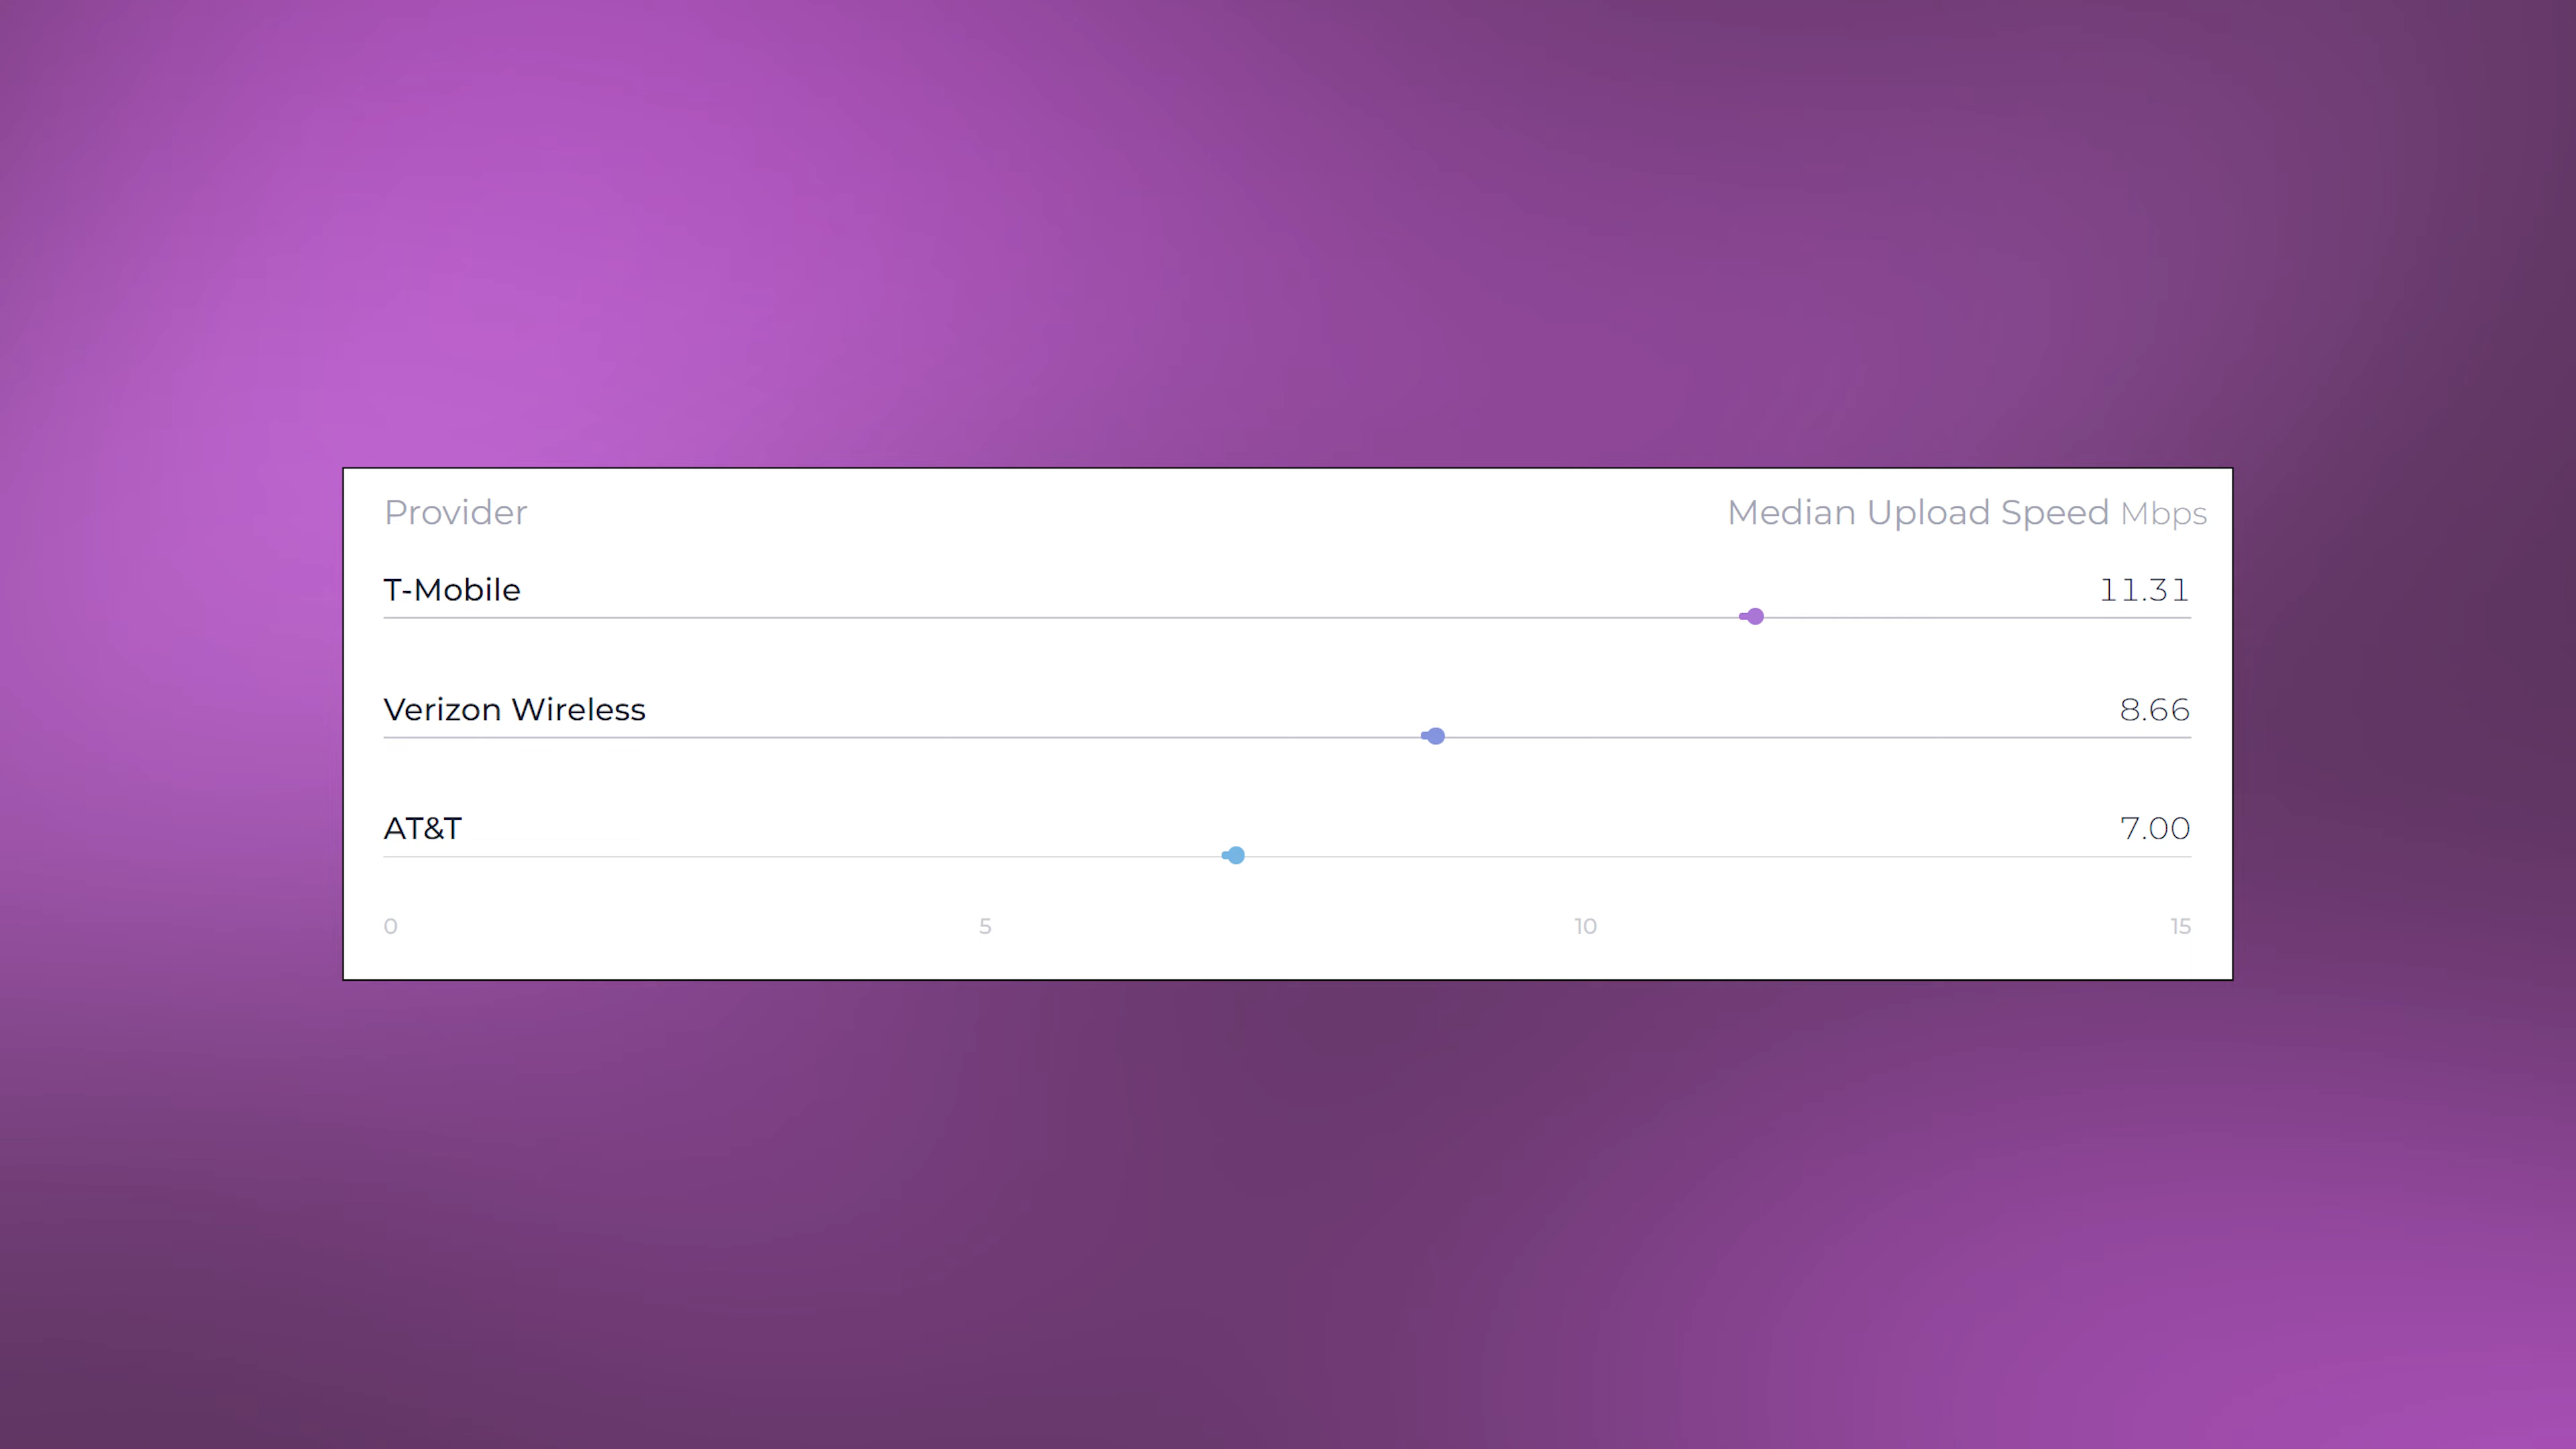 Provider Median Upload Speed Mbps
T-Mobile 11.31
Verizon Wireless 8.66
AT&T 7.00
0 5 10 15